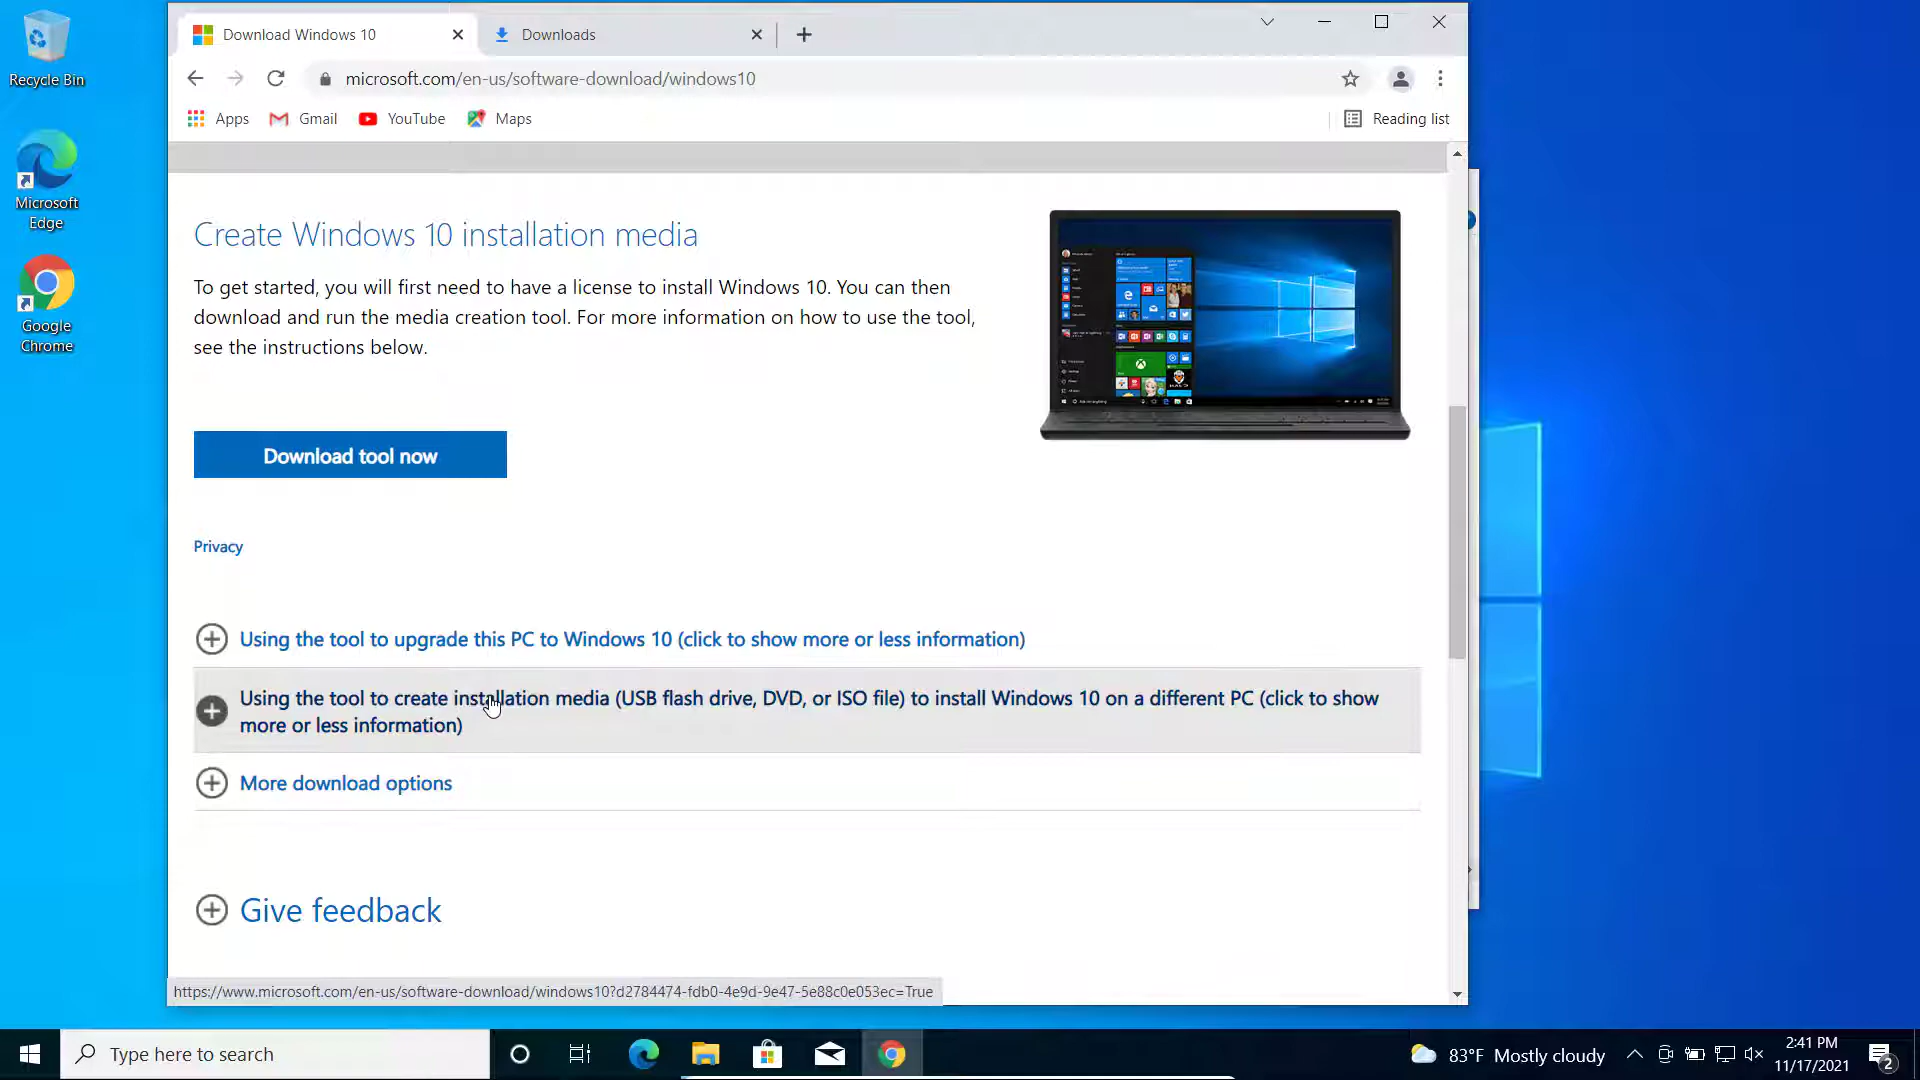 Recycle Bin
Microsoft
Edge
Google
Chrome
Download Windows 10
Downloads
microsoft.com/en-us/software-download/windows10
Apps
Gmail
YouTube
Maps
Reading list
Create Windows 10 installation media
To get started, you will first need to have a license to install Windows 10. You can then
download and run the media creation tool. For more information on how to use the tool,
see the instructions below.
Download tool now
Privacy
Using the tool to upgrade this PC to Windows 10 (click to show more or less information)
Using the tool to create installation media (USB flash drive, DVD, or ISO file) to install Windows 10 on a different PC (click to show
more or less information)
More download options
Give feedback
https://www.microsoft.com/en-us/software-download/windows10?d2784474-fdb0-4e9d-9e47-5e88c0e053ec=True
Type here to search
83°F Mostly cloudy
2:41 PM
11/17/2021
2